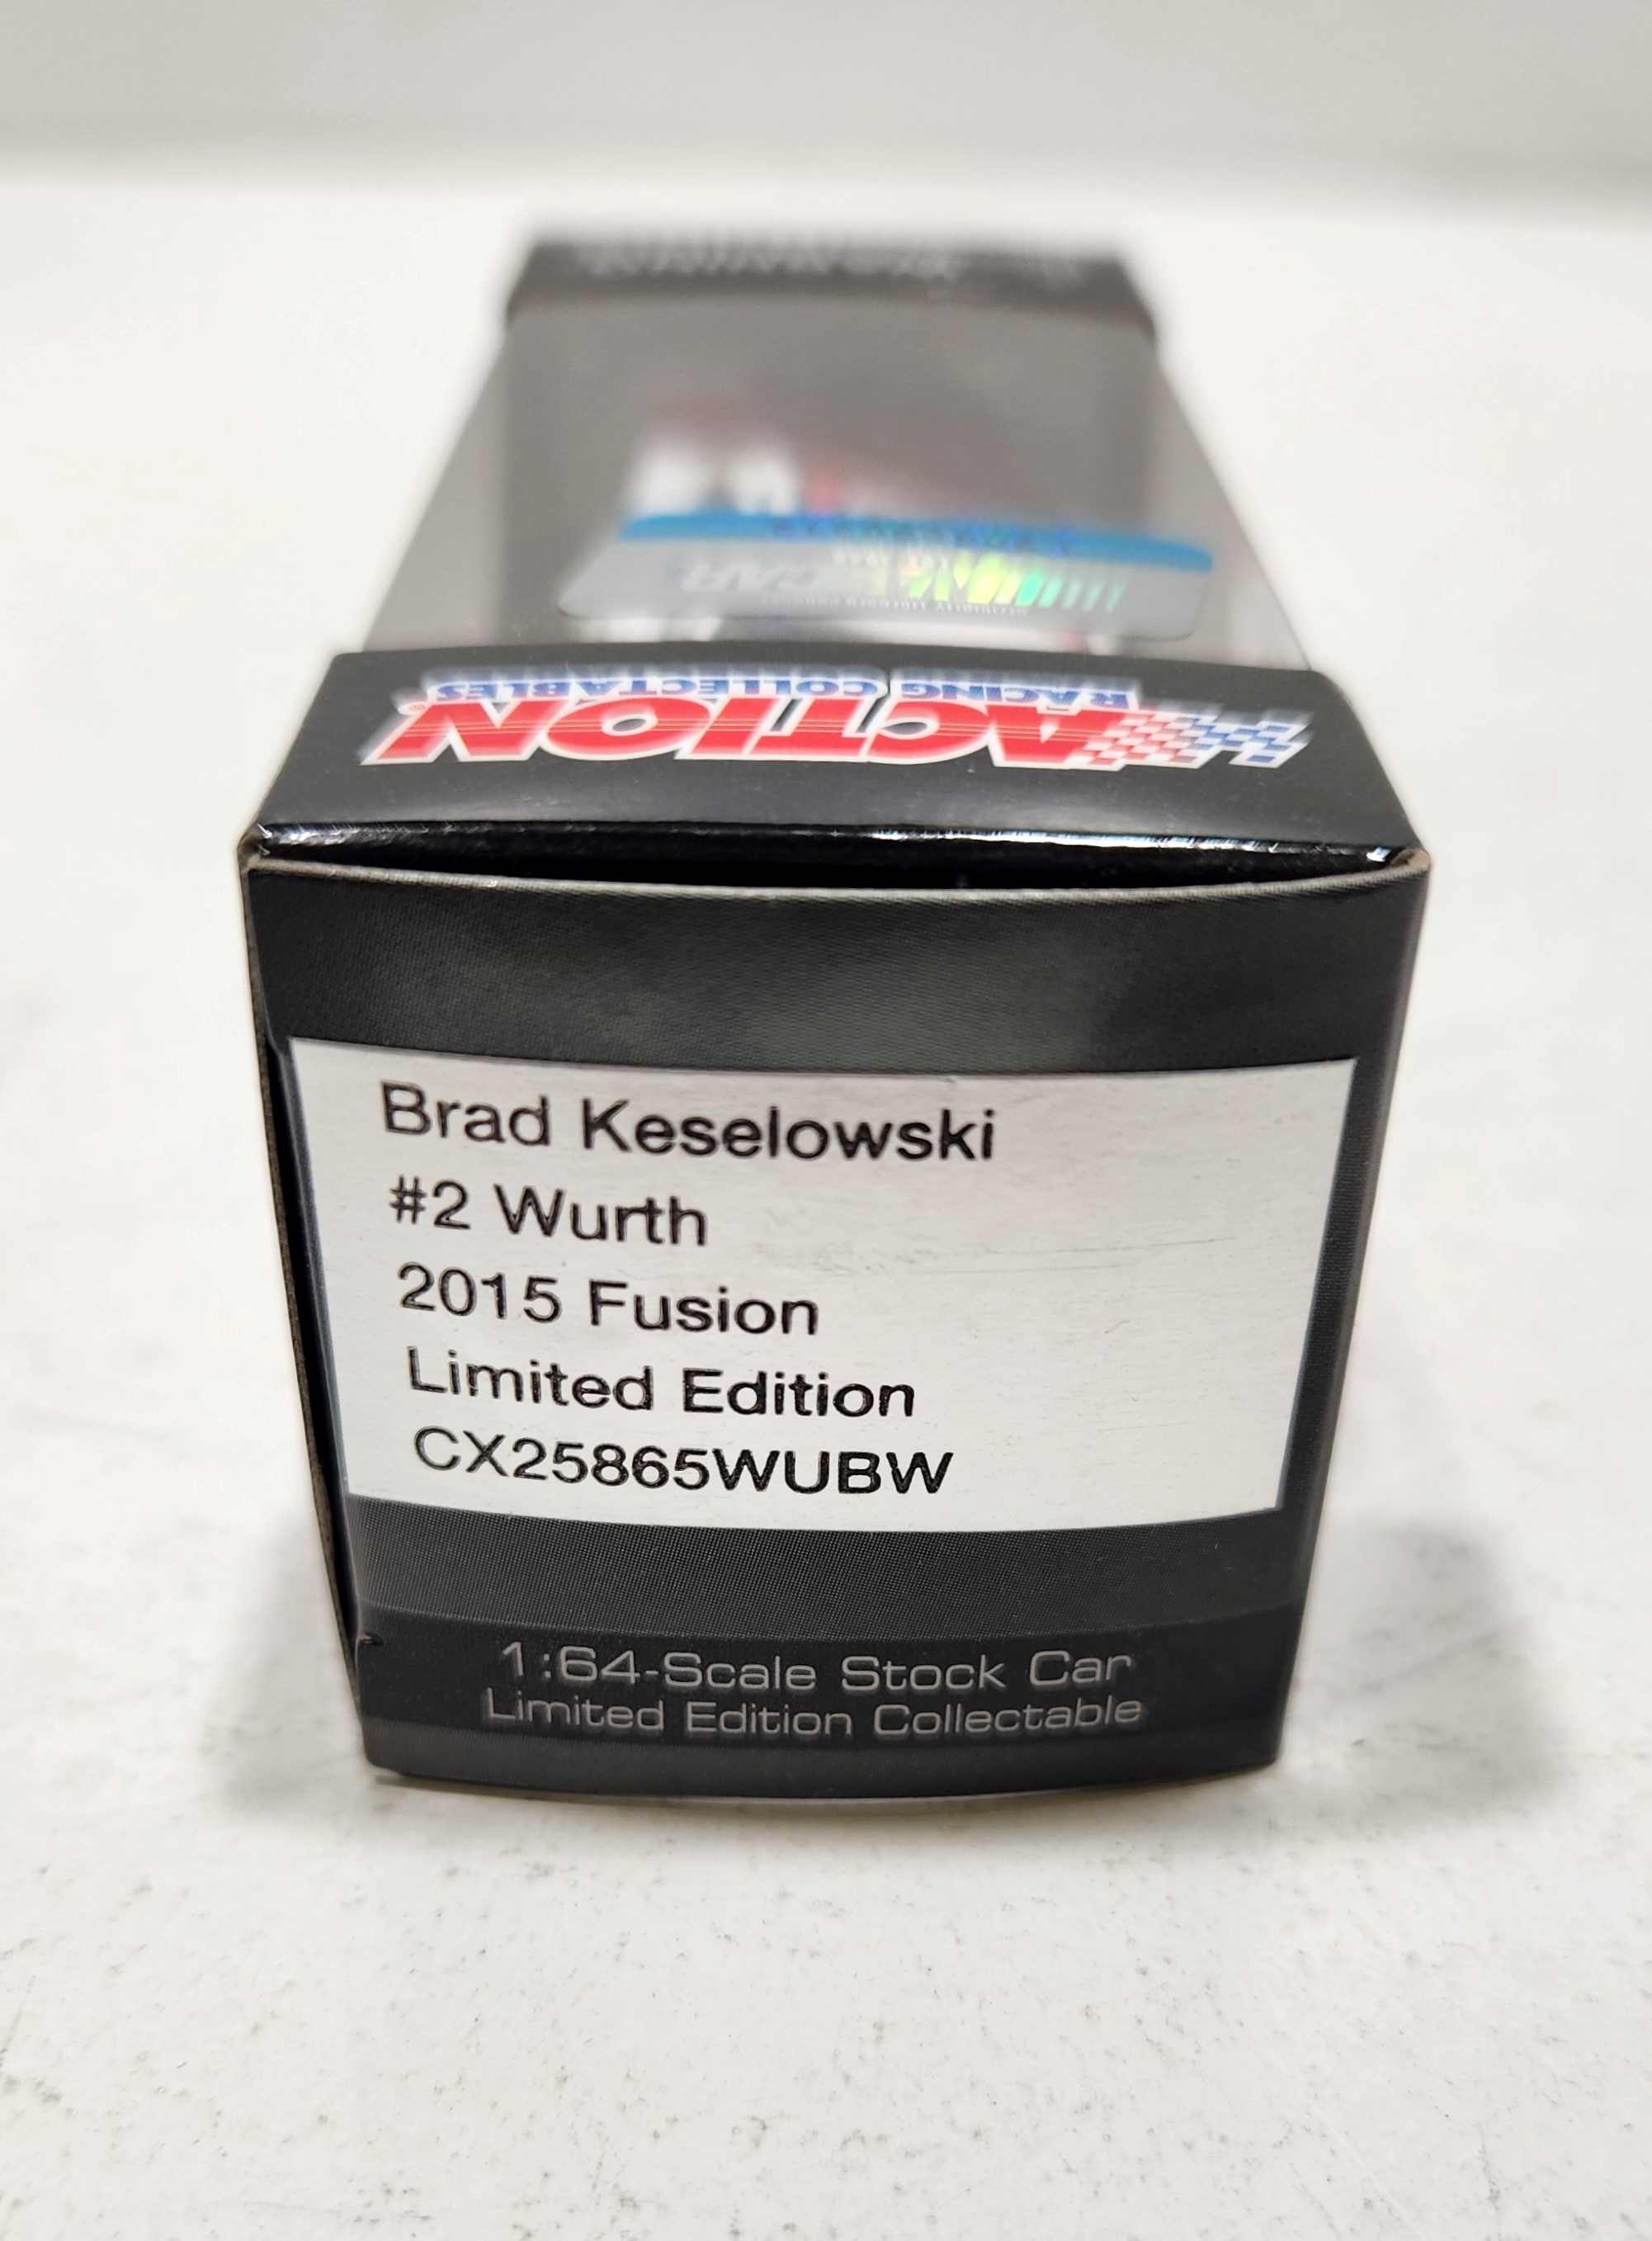 ACTION®
RACING COLLECTABLES
Brad Keselowski
#2 Wurth
2015 Fusion
Limited Edition
CX25865WUBW
1:64-Scale Stock Car
Limited Edition Collectable